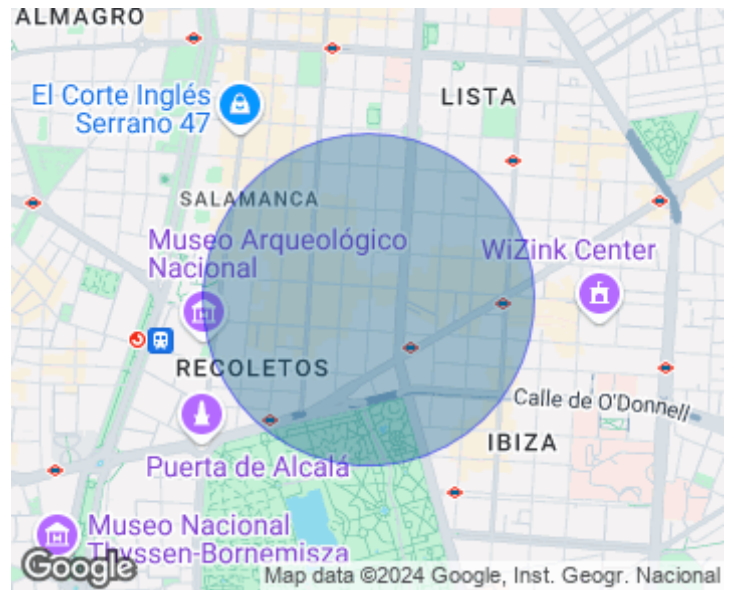 ALMAGRO
El Corte Inglés
Serrano 47
LISTA
SALAMANCA
Museo Arqueológico
Nacional
WiZink Center
RECOLETOS
Calle de O'Donnell
IBIZA
Puerta de Alcalá
Museo Nacional
Thyssen-Bornemisza
Google
Map data ©2024 Google, Inst. Geogr. Nacional